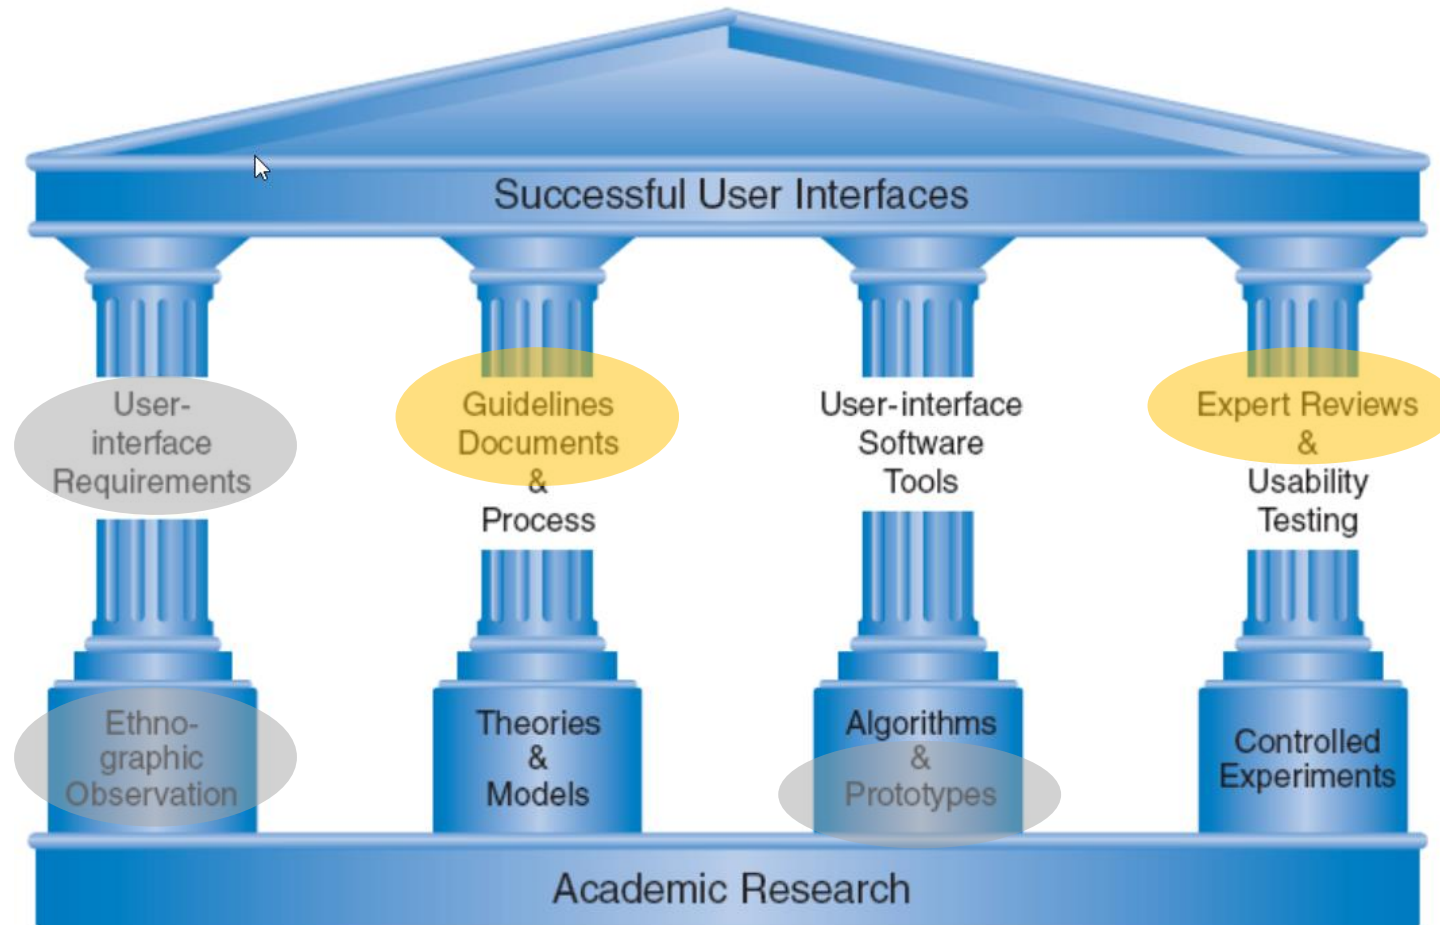 Successful User Interfaces
User-
interface
Requirements
Guidelines
Documents
&
Process
User-interface
Software
Tools
Expert Reviews
&
Usability
Testing
Ethno-
graphic
Observation
Theories
&
Models
Algorithms
&
Prototypes
Controlled
Experiments
Academic Research